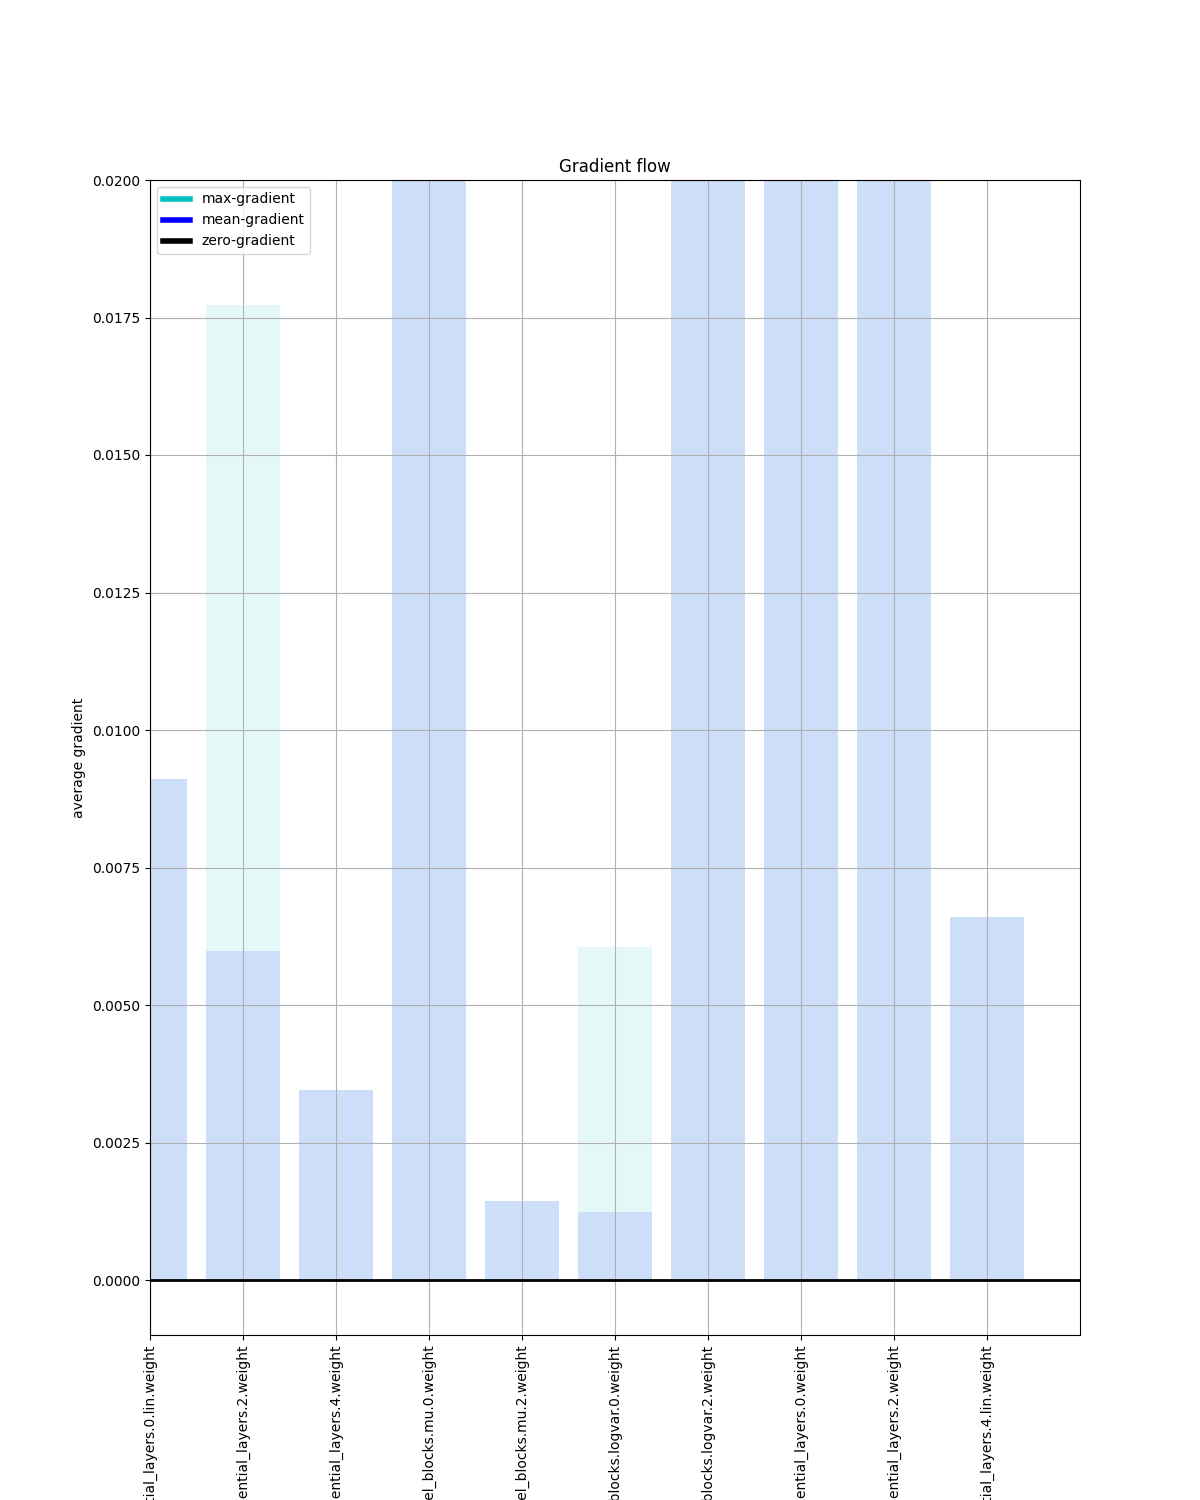 Gradient flow
max-gradient
mean-gradient
zero-gradient
0.0200
0.0175
0.0150
0.0125
0.0100
0.0075
0.0050
0.0025
0.0000
average gradient
tial_layers.0.lin.weight
ential_layers.2.weight
ential_layers.4.weight
el_blocks.mu.0.weight
el_blocks.mu.2.weight
blocks.logvar.0.weight
blocks.logvar.2.weight
ential_layers.0.weight
ential_layers.2.weight
tial_layers.4.lin.weight